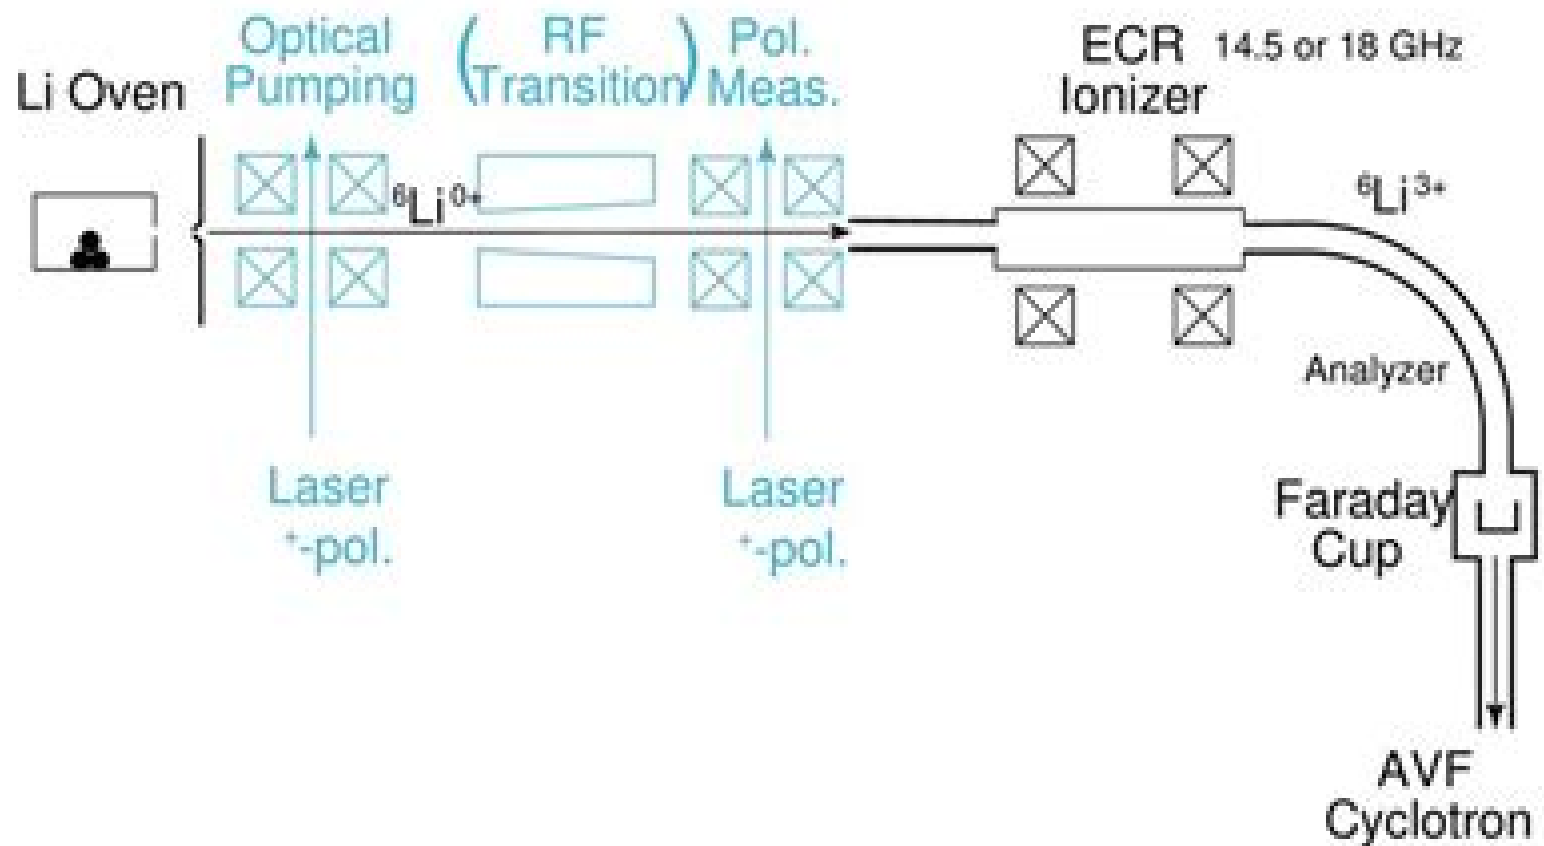 Li Oven
Optical
Pumping
(RF
Transition)
Pol.
Meas.
ECR 14.5 or 18 GHz
Ionizer
⁶Li⁰⁺
⁶Li³⁺
Analyzer
Laser
⁺-pol.
Laser
⁺-pol.
Faraday
Cup
AVF
Cyclotron